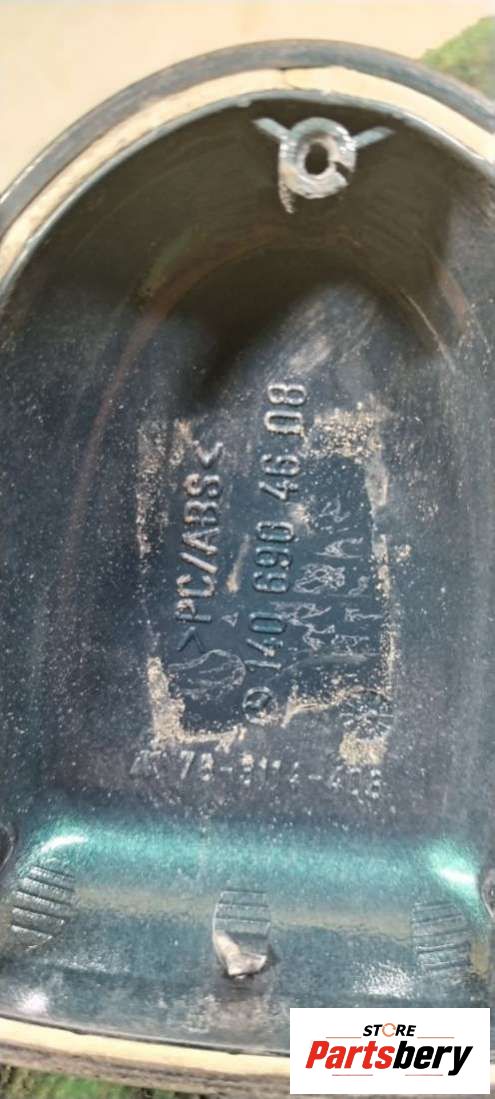 >PC/ABS<
140 690 46 08
STORE
Partsbery